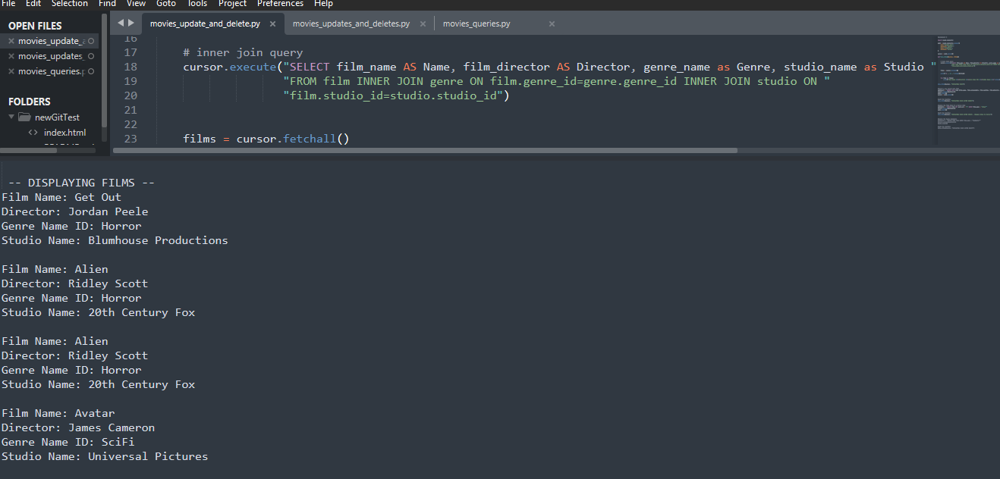 File Edit Selection Find View Goto Tools Project Preferences Help
OPEN FILES
movies_update_
movies_updates_
movies_queries.p
FOLDERS
newGitTest
index.html
movies_update_and_delete.py
movies_updates_and_deletes.py
movies_queries.py
16
17 # inner join query
18 cursor.execute("SELECT film_name AS Name, film_director AS Director, genre_name as Genre, studio_name as Studio "
19 "FROM film INNER JOIN genre ON film.genre_id=genre.genre_id INNER JOIN studio ON "
20 "film.studio_id=studio.studio_id")
21
22
23 films = cursor.fetchall()
-- DISPLAYING FILMS --
Film Name: Get Out
Director: Jordan Peele
Genre Name ID: Horror
Studio Name: Blumhouse Productions
Film Name: Alien
Director: Ridley Scott
Genre Name ID: Horror
Studio Name: 20th Century Fox
Film Name: Alien
Director: Ridley Scott
Genre Name ID: Horror
Studio Name: 20th Century Fox
Film Name: Avatar
Director: James Cameron
Genre Name ID: SciFi
Studio Name: Universal Pictures